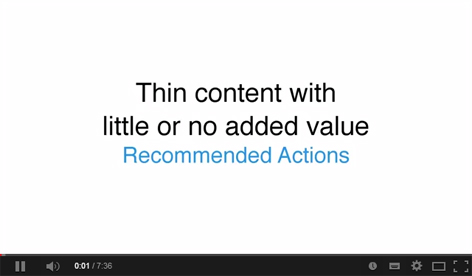 Thin content with
little or no added value
Recommended Actions
0:01 / 7:36